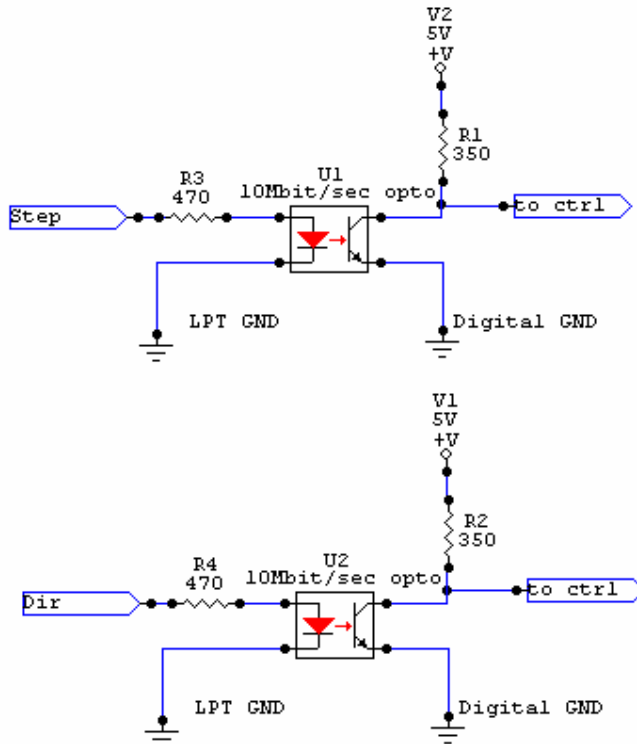 V2
5V
+V
R1
350
R3
470
U1
10Mbit/sec opto
Step
to ctrl
LPT GND
Digital GND
V1
5V
+V
R2
350
R4
470
U2
10Mbit/sec opto
Dir
to ctrl
LPT GND
Digital GND